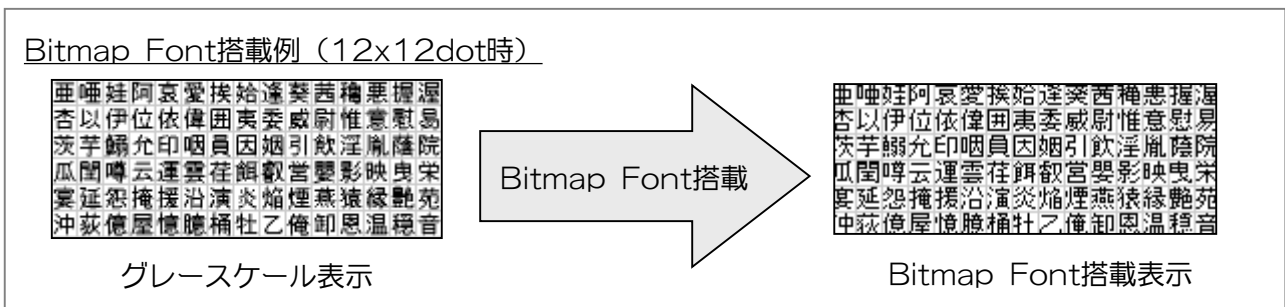 Bitmap Font搭載例（12x12dot時）
亜唖娃阿哀愛挨姶逢葵茜穐悪握渥
杏以伊位依偉囲夷委威尉惟意慰易
茨芋鰯允印咽員因姻引飲淫胤蔭院
瓜閏噂云運雲荏餌叡営嬰影映曳栄
宴延怨掩援沿演炎焔煙燕猿縁艶苑
沖荻億屋憶臆桶牡乙俺卸恩温穏音
グレースケール表示
Bitmap Font搭載
亜唖娃阿哀愛挨姶逢葵茜穐悪握渥
杏以伊位依偉囲夷委威尉惟意慰易
茨芋鰯允印咽員因姻引飲淫胤蔭院
瓜閏噂云運雲荏餌叡営嬰影映曳栄
宴延怨掩援沿演炎焔煙燕猿縁艶苑
沖荻億屋憶臆桶牡乙俺卸恩温穏音
Bitmap Font搭載表示